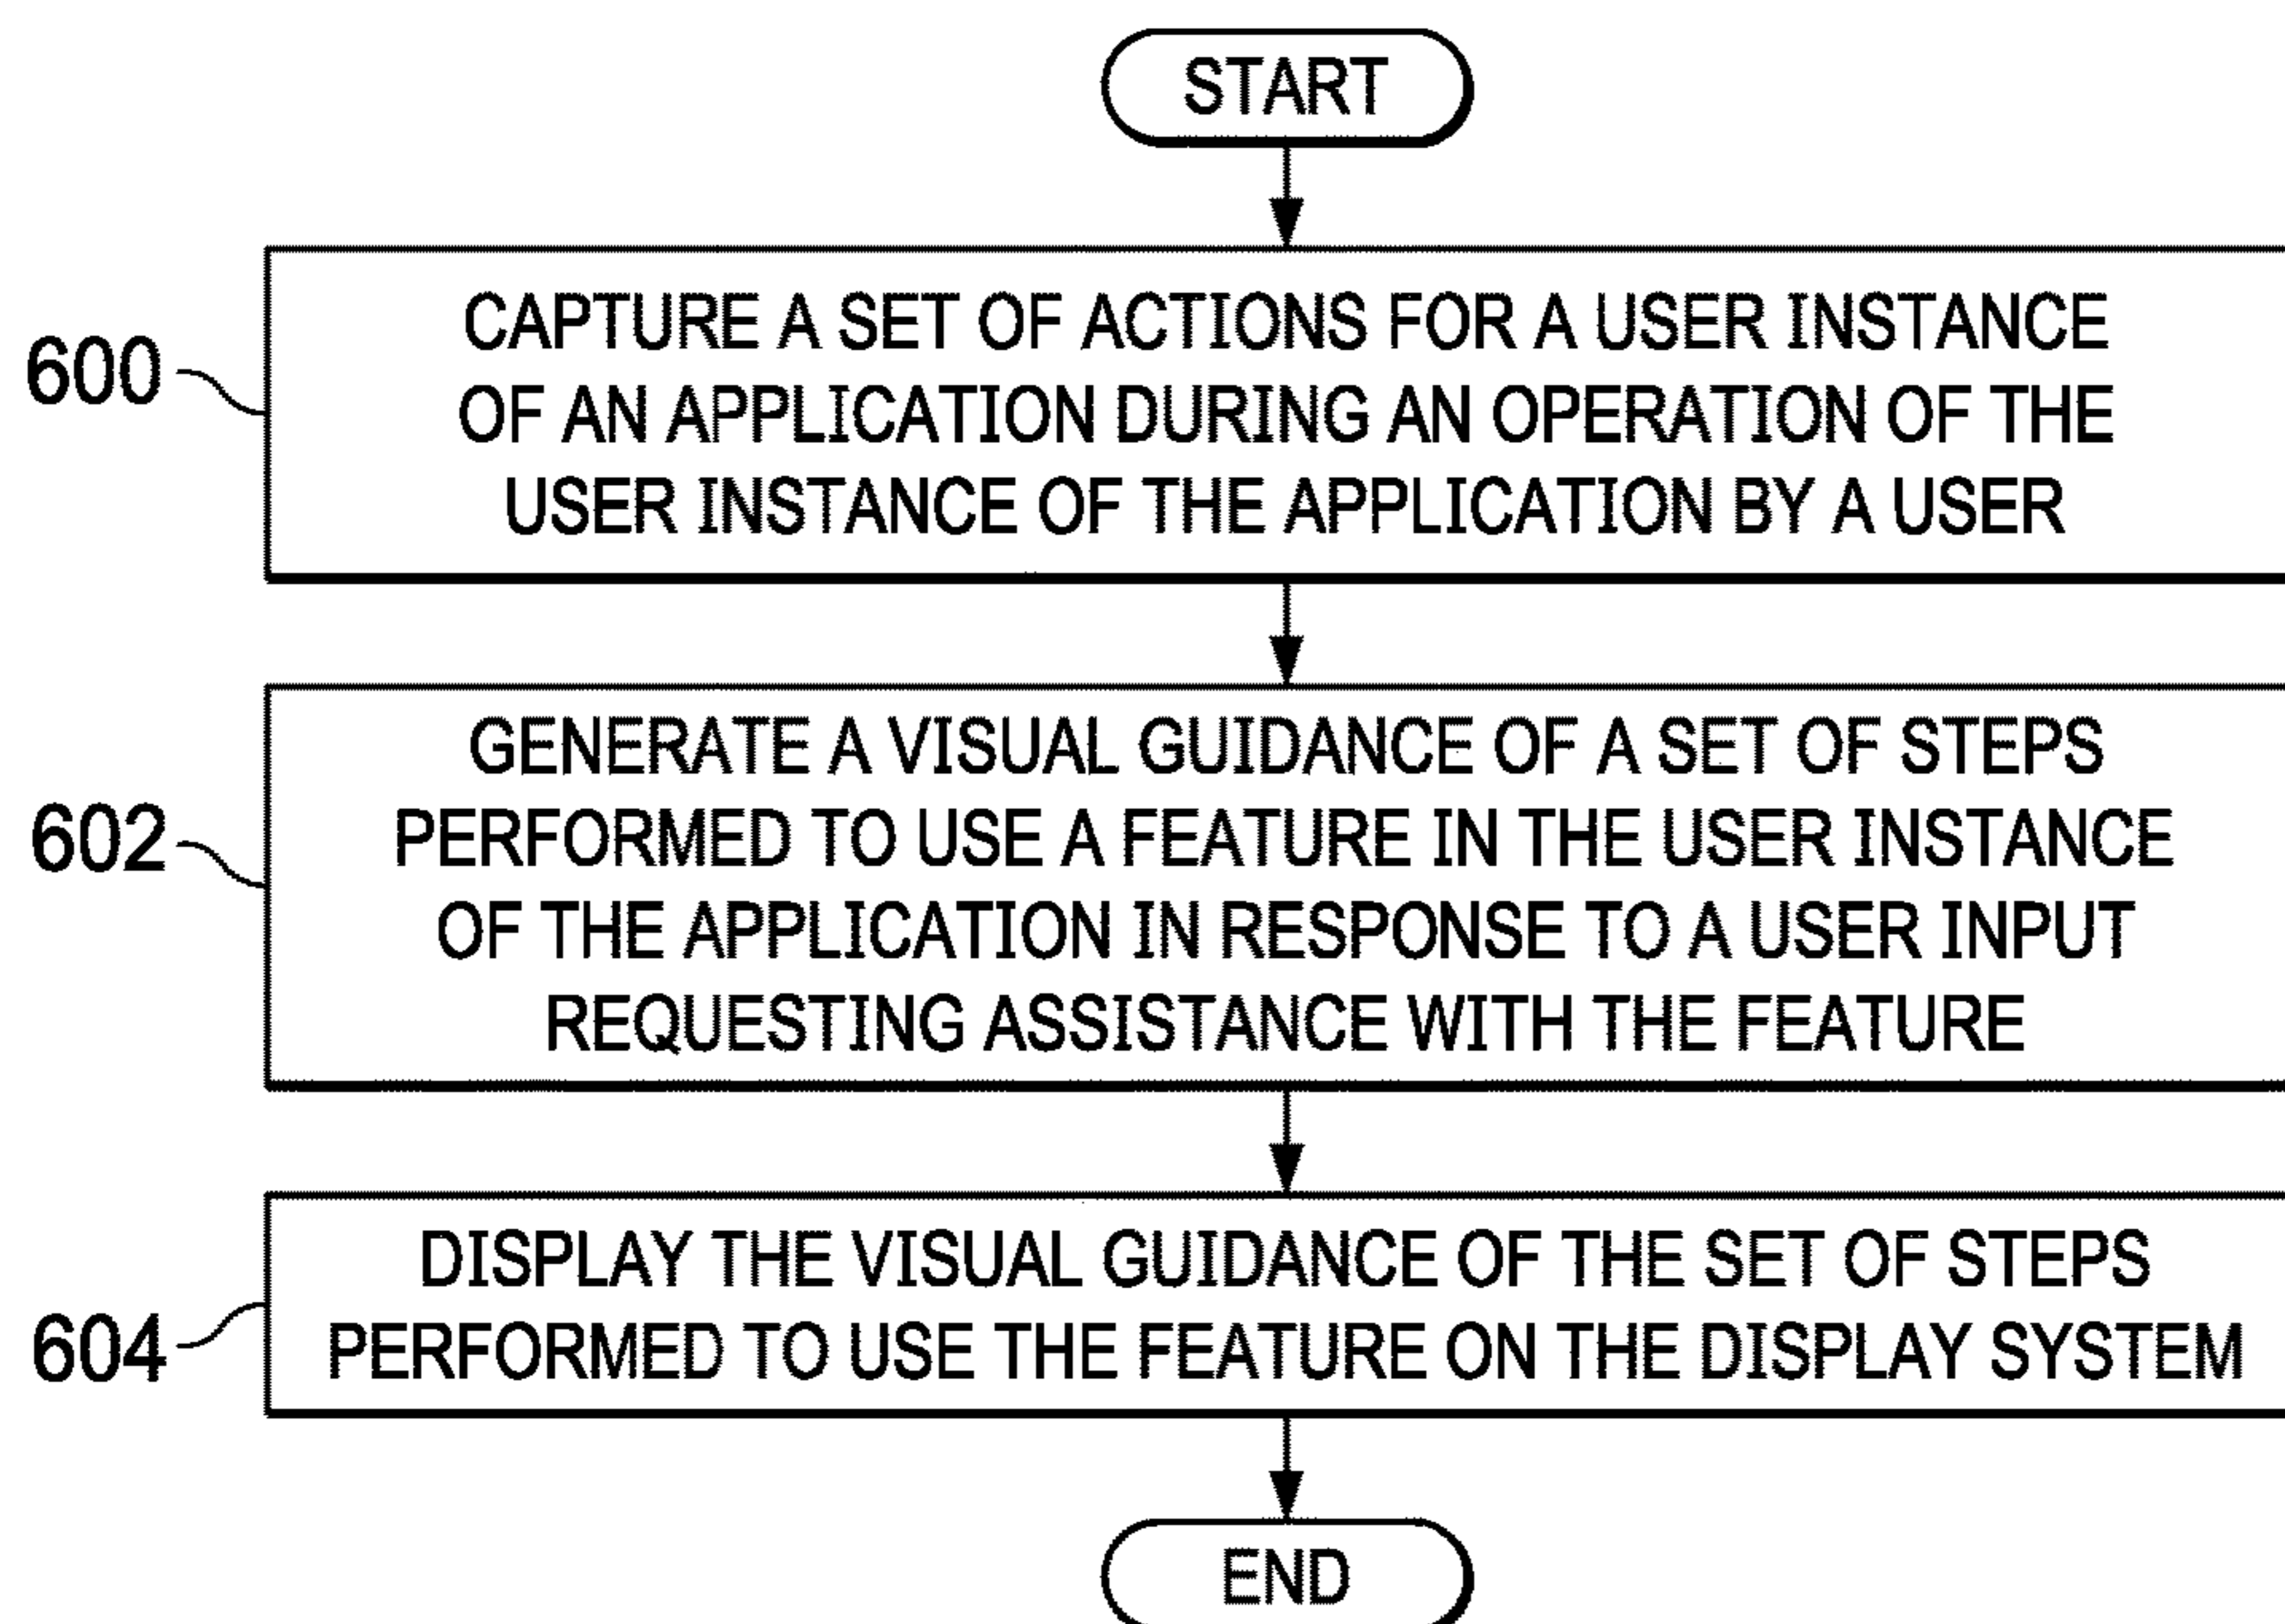 START
600
CAPTURE A SET OF ACTIONS FOR A USER INSTANCE
OF AN APPLICATION DURING AN OPERATION OF THE
USER INSTANCE OF THE APPLICATION BY A USER
602
GENERATE A VISUAL GUIDANCE OF A SET OF STEPS
PERFORMED TO USE A FEATURE IN THE USER INSTANCE
OF THE APPLICATION IN RESPONSE TO A USER INPUT
REQUESTING ASSISTANCE WITH THE FEATURE
604
DISPLAY THE VISUAL GUIDANCE OF THE SET OF STEPS
PERFORMED TO USE THE FEATURE ON THE DISPLAY SYSTEM
END